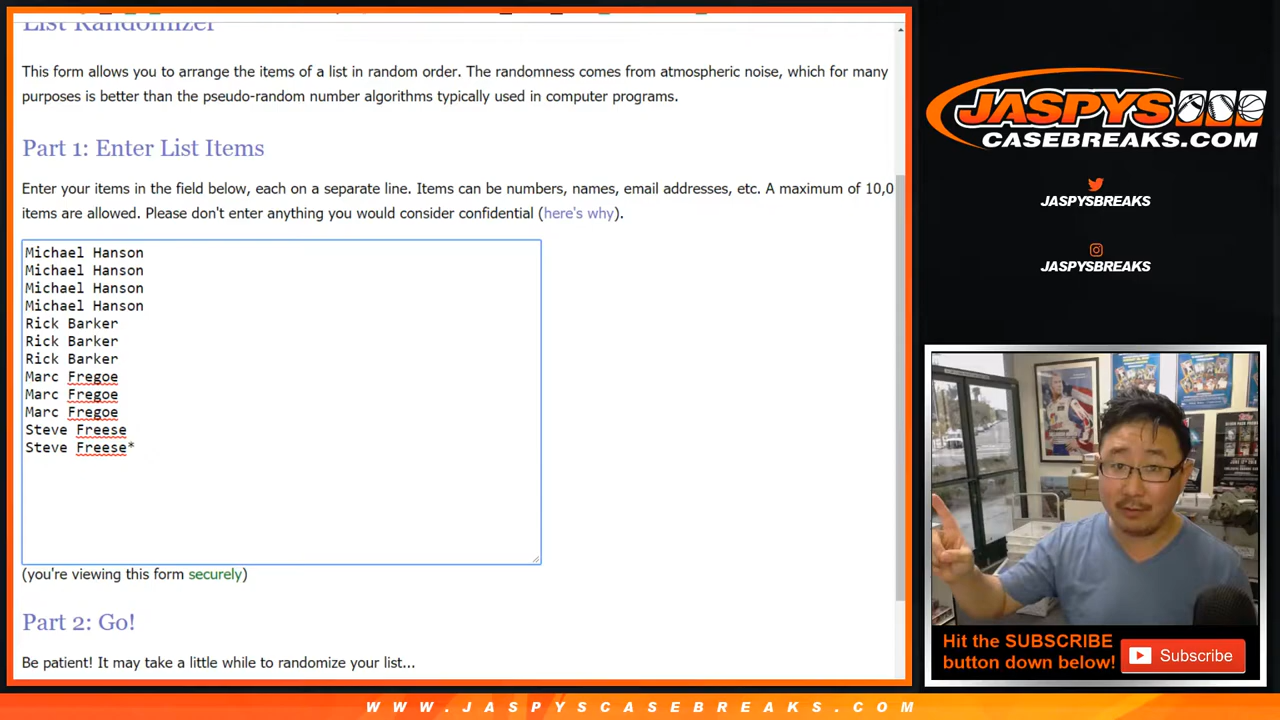 List Randomizer
This form allows you to arrange the items of a list in random order. The randomness comes from atmospheric noise, which for many
purposes is better than the pseudo-random number algorithms typically used in computer programs.
Part 1: Enter List Items
Enter your items in the field below, each on a separate line. Items can be numbers, names, email addresses, etc. A maximum of 10,0
items are allowed. Please don't enter anything you would consider confidential (here's why).
Michael Hanson
Michael Hanson
Michael Hanson
Michael Hanson
Rick Barker
Rick Barker
Rick Barker
Marc Fregoe
Marc Fregoe
Marc Fregoe
Steve Freese
Steve Freese*
(you're viewing this form securely)
Part 2: Go!
Be patient! It may take a little while to randomize your list...
JASPYS
CASEBREAKS.COM
JASPYSBREAKS
JASPYSBREAKS
Hit the SUBSCRIBE
button down below!
Subscribe
WWW.JASPYSCASEBREAKS.COM